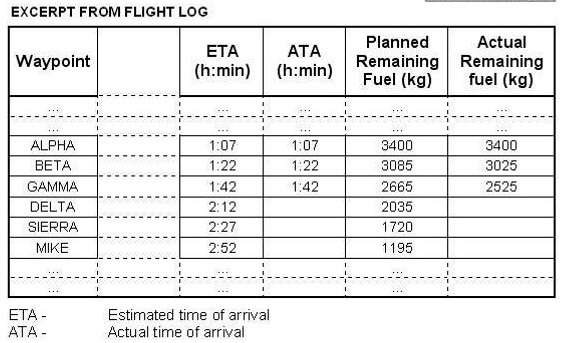 EXCERPT FROM FLIGHT LOG
Waypoint ETA (h:min) ATA (h:min) Planned Remaining Fuel (kg) Actual Remaining fuel (kg)
... ... ... ... ...
... ... ... ... ...
ALPHA 1:07 1:07 3400 3400
BETA 1:22 1:22 3085 3025
GAMMA 1:42 1:42 2665 2525
DELTA 2:12 2035
SIERRA 2:27 1720
MIKE 2:52 1195
... ... ... ... ...
... ... ... ... ...
ETA - Estimated time of arrival
ATA - Actual time of arrival